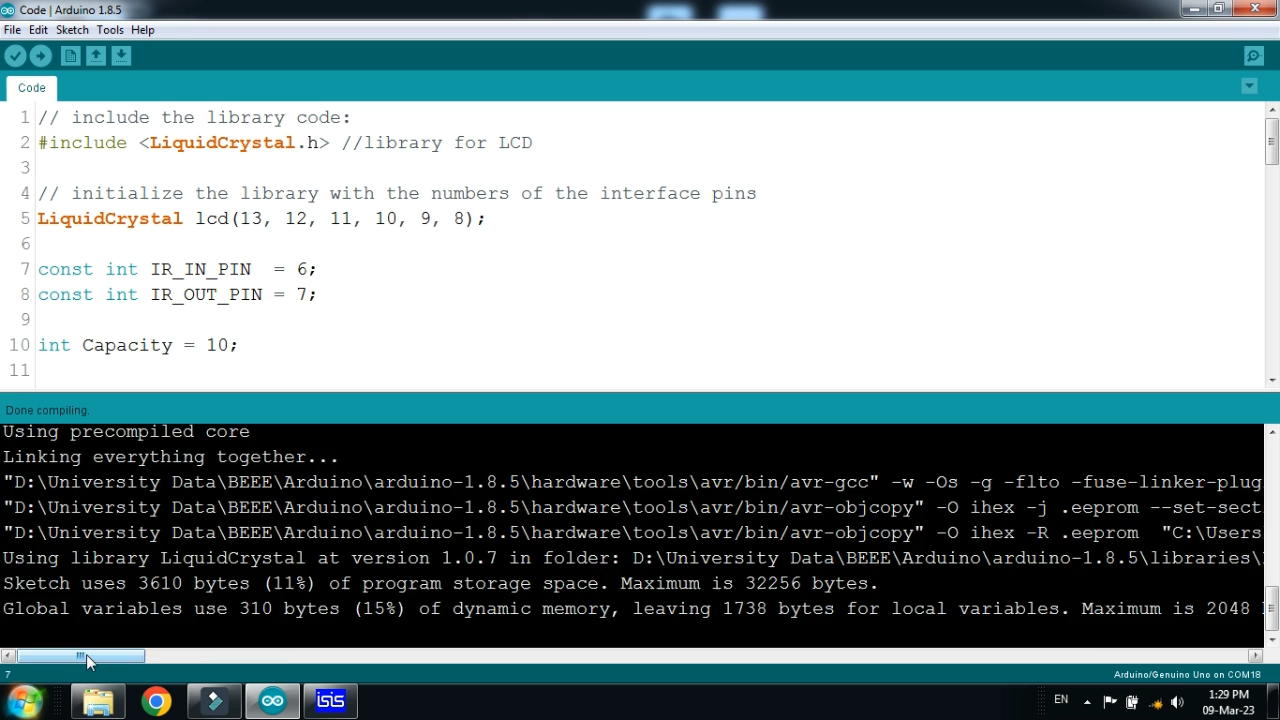 Code | Arduino 1.8.5
File Edit Sketch Tools Help
Code
1 // include the library code:
2 #include <LiquidCrystal.h> //library for LCD
3
4 // initialize the library with the numbers of the interface pins
5 LiquidCrystal lcd(13, 12, 11, 10, 9, 8);
6
7 const int IR_IN_PIN  = 6;
8 const int IR_OUT_PIN = 7;
9
10 int Capacity = 10;
11
Done compiling.
Using precompiled core
Linking everything together...
"D:\University Data\BEEE\Arduino\arduino-1.8.5\hardware\tools\avr/bin/avr-gcc" -w -Os -g -flto -fuse-linker-plug
"D:\University Data\BEEE\Arduino\arduino-1.8.5\hardware\tools\avr/bin/avr-objcopy" -O ihex -j .eeprom --set-sect
"D:\University Data\BEEE\Arduino\arduino-1.8.5\hardware\tools\avr/bin/avr-objcopy" -O ihex -R .eeprom  "C:\Users
Using library LiquidCrystal at version 1.0.7 in folder: D:\University Data\BEEE\Arduino\arduino-1.8.5\libraries\
Sketch uses 3610 bytes (11%) of program storage space. Maximum is 32256 bytes.
Global variables use 310 bytes (15%) of dynamic memory, leaving 1738 bytes for local variables. Maximum is 2048
7 Arduino/Genuino Uno on COM18
isis EN 1:29 PM
09-Mar-23